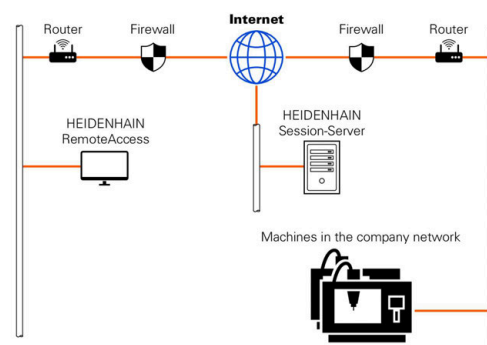 Internet
Router
Firewall
Firewall
Router
HEIDENHAIN
RemoteAccess
HEIDENHAIN
Session-Server
Machines in the company network